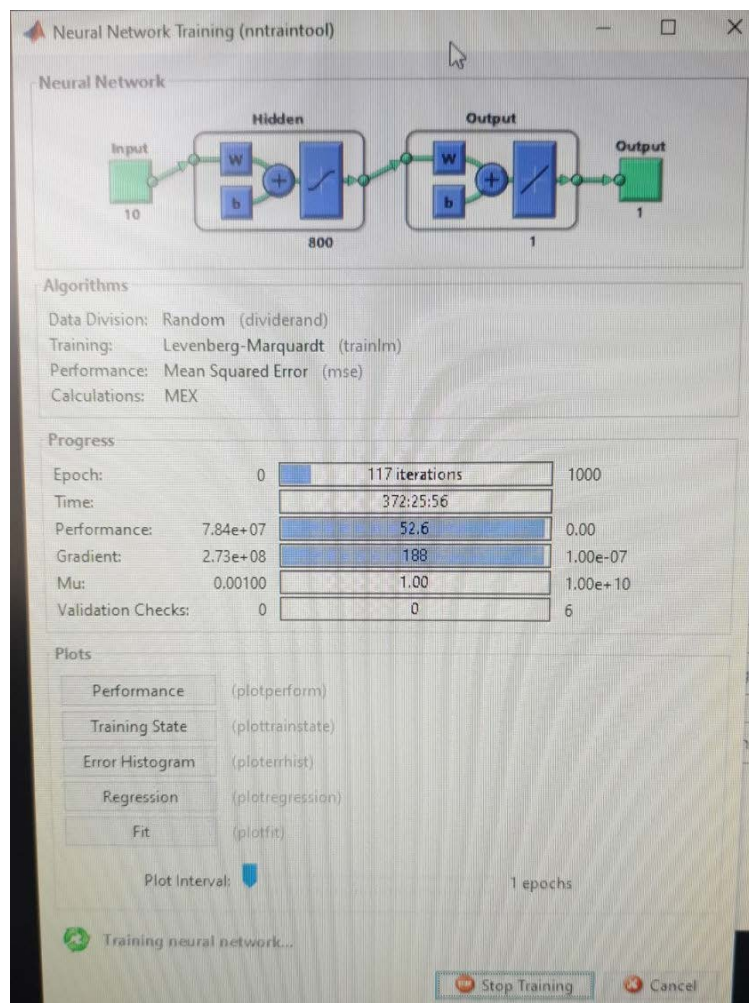 Neural Network Training (nntraintool)
Neural Network
Hidden
Output
Input
Output
W
W
b
b
10
800
1
1
Algorithms
Data Division: Random (dividerand)
Training: Levenberg-Marquardt (trainlm)
Performance: Mean Squared Error (mse)
Calculations: MEX
Progress
Epoch: 0 117 iterations 1000
Time: 372:25:56
Performance: 7.84e+07 52.6 0.00
Gradient: 2.73e+08 188 1.00e-07
Mu: 0.00100 1.00 1.00e+10
Validation Checks: 0 0 6
Plots
Performance (plotperform)
Training State (plottrainstate)
Error Histogram (ploterrhist)
Regression (plotregression)
Fit (plotfit)
Plot Interval: 1 epochs
Training neural network...
Stop Training Cancel